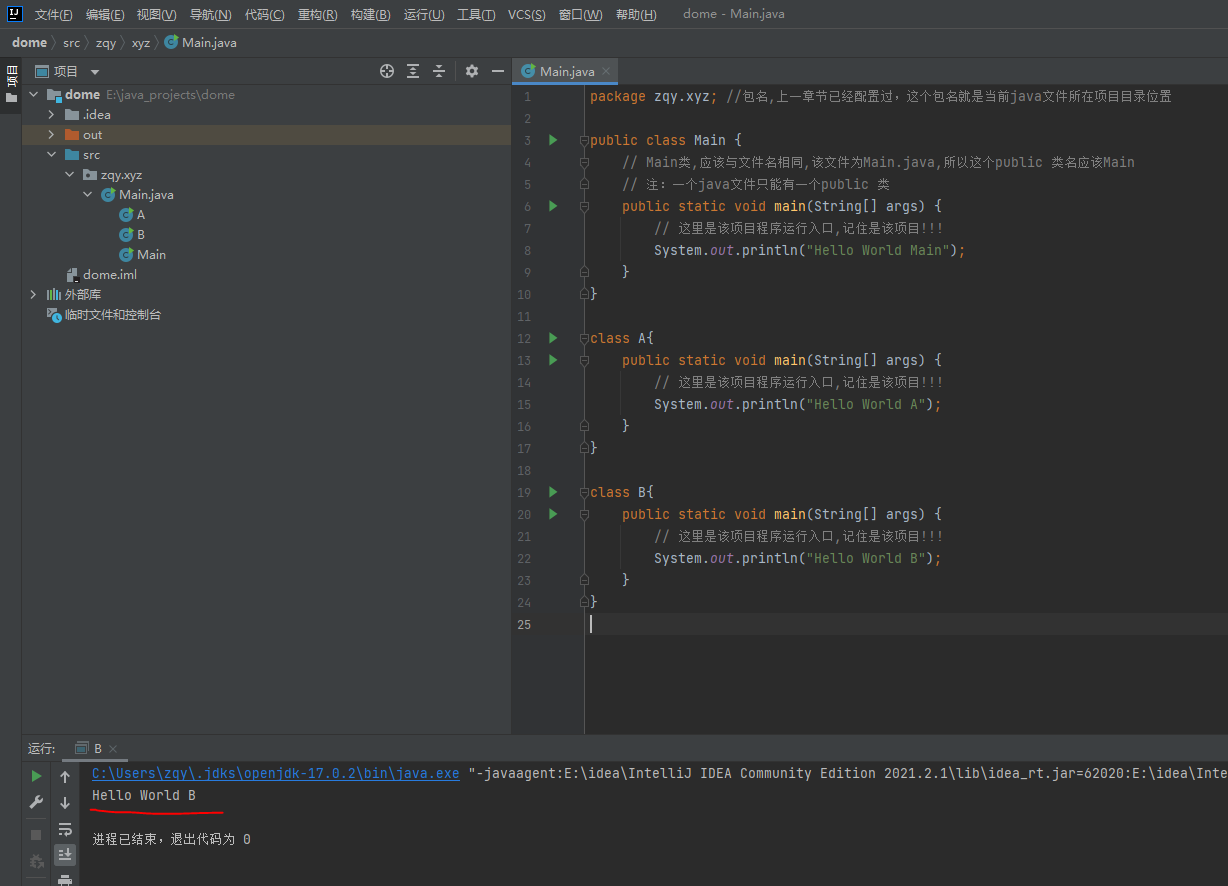 文件(F) 编辑(E) 视图(V) 导航(N) 代码(C) 重构(R) 构建(B) 运行(U) 工具(T) VCS(S) 窗口(W) 帮助(H) dome - Main.java
dome src zqy xyz Main.java
项目
项目
Main.java
dome E:\java_projects\dome
.idea
out
src
zqy.xyz
Main.java
A
B
Main
dome.iml
外部库
临时文件和控制台
1 package zqy.xyz; //包名,上一章节已经配置过，这个包名就是当前java文件所在项目目录位置
2
3 public class Main {
4 // Main类,应该与文件名相同,该文件为Main.java,所以这个public 类名应该Main
5 // 注：一个java文件只能有一个public 类
6 public static void main(String[] args) {
7 // 这里是该项目程序运行入口,记住是该项目!!!
8 System.out.println("Hello World Main");
9 }
10 }
11
12 class A{
13 public static void main(String[] args) {
14 // 这里是该项目程序运行入口,记住是该项目!!!
15 System.out.println("Hello World A");
16 }
17 }
18
19 class B{
20 public static void main(String[] args) {
21 // 这里是该项目程序运行入口,记住是该项目!!!
22 System.out.println("Hello World B");
23 }
24 }
25
运行: B
C:\Users\zqy\.jdks\openjdk-17.0.2\bin\java.exe "-javaagent:E:\idea\IntelliJ IDEA Community Edition 2021.2.1\lib\idea_rt.jar=62020:E:\idea\Inte
Hello World B
进程已结束，退出代码为 0